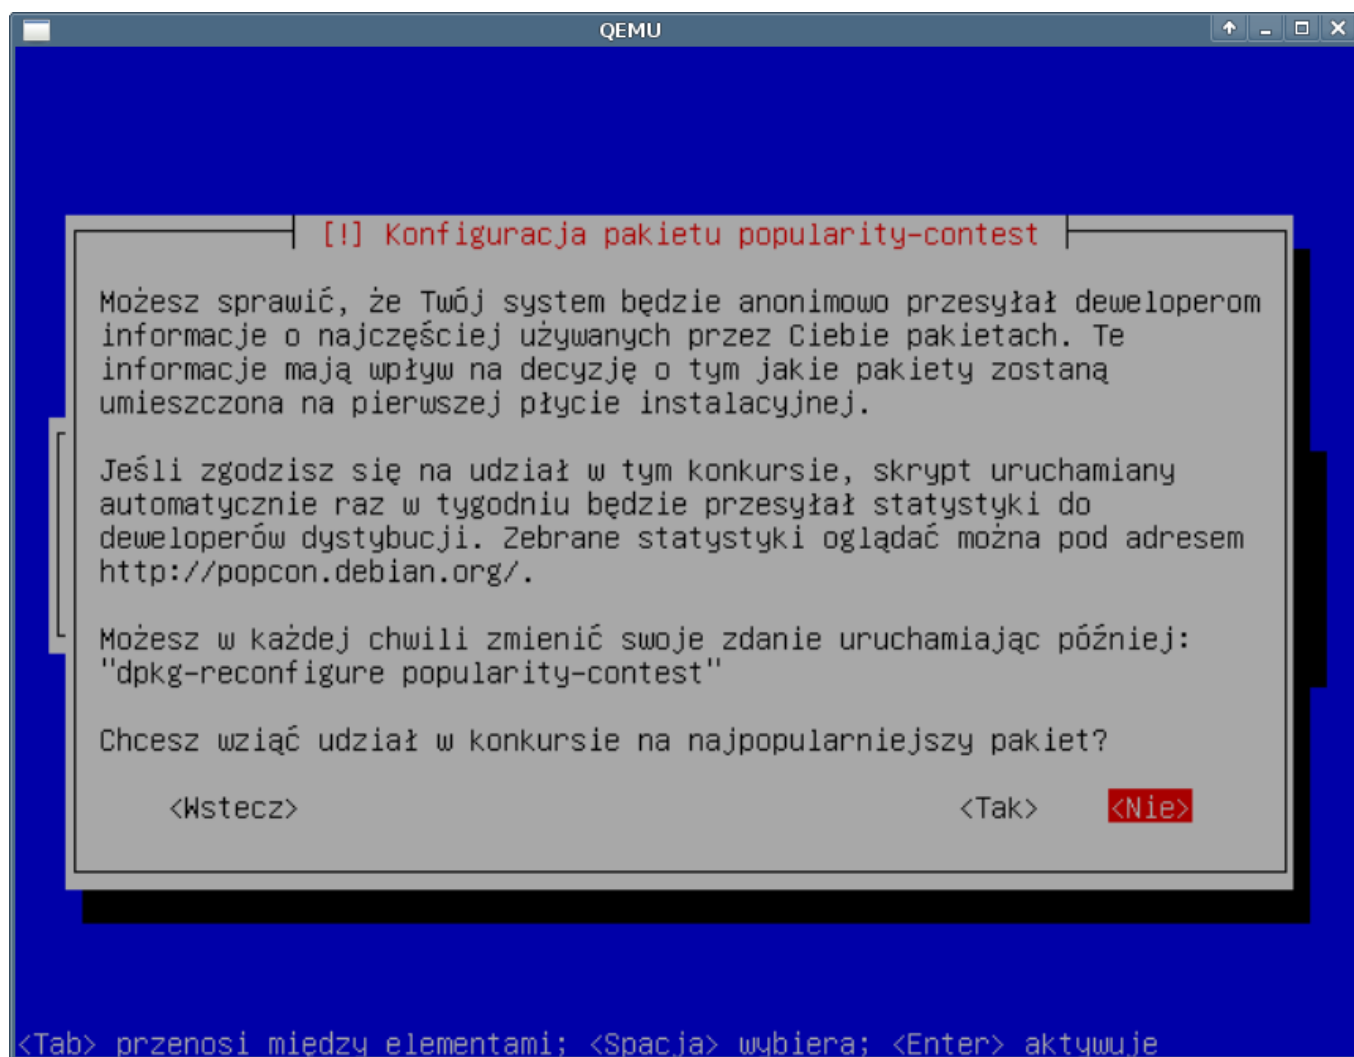 QEMU
[!] Konfiguracja pakietu popularity-contest
Możesz sprawić, że Twój system będzie anonimowo przesyłał deweloperom
informacje o najczęściej używanych przez Ciebie pakietach. Te
informacje mają wpływ na decyzję o tym jakie pakiety zostaną
umieszczona na pierwszej płycie instalacyjnej.
Jeśli zgodzisz się na udział w tym konkursie, skrypt uruchamiany
automatycznie raz w tygodniu będzie przesyłał statystyki do
deweloperów dystybucji. Zebrane statystyki oglądać można pod adresem
http://popcon.debian.org/.
Możesz w każdej chwili zmienić swoje zdanie uruchamiając później:
"dpkg-reconfigure popularity-contest"
Chcesz wziąć udział w konkursie na najpopularniejszy pakiet?
<Wstecz> <Tak> <Nie>
<Tab> przenosi między elementami; <Spacja> wybiera; <Enter> aktywuje